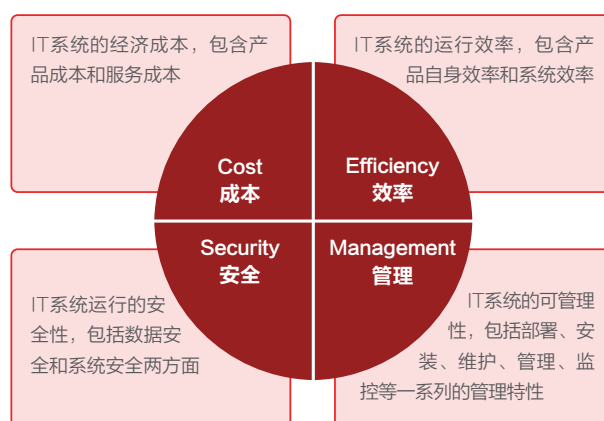 IT系统的经济成本，包含产
品成本和服务成本
IT系统的运行效率，包含产
品自身效率和系统效率
Cost
成本
Efficiency
效率
Security
安全
Management
管理
IT系统运行的安
全性，包括数据安
全和系统安全两方面
IT系统的可管理
性，包括部署、安
装、维护、管理、监
控等一系列的管理特性